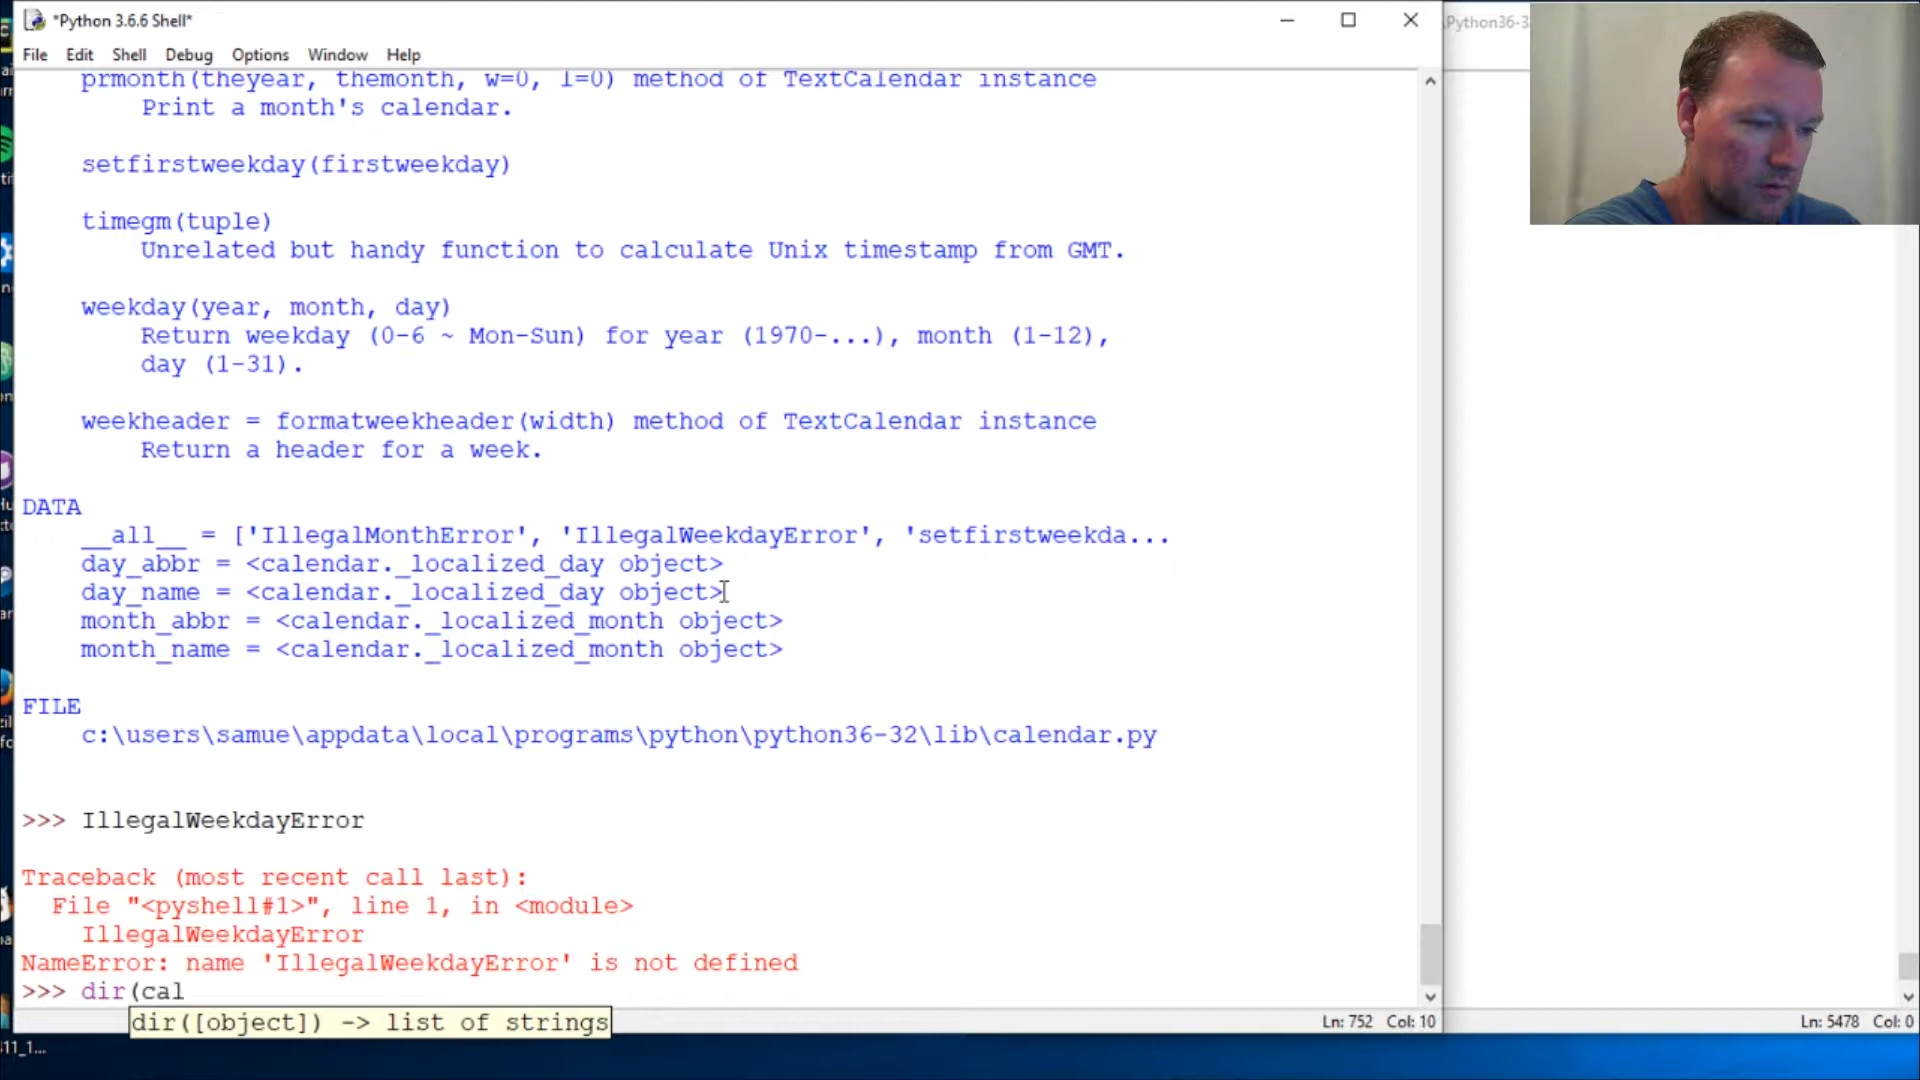 *Python 3.6.6 Shell*
\Python36-3
File Edit Shell Debug Options Window Help
prmonth(theyear, themonth, w=0, l=0) method of TextCalendar instance
Print a month's calendar.
setfirstweekday(firstweekday)
timegm(tuple)
Unrelated but handy function to calculate Unix timestamp from GMT.
weekday(year, month, day)
Return weekday (0-6 ~ Mon-Sun) for year (1970-...), month (1-12),
day (1-31).
weekheader = formatweekheader(width) method of TextCalendar instance
Return a header for a week.
DATA
__all__ = ['IllegalMonthError', 'IllegalWeekdayError', 'setfirstweekda...
day_abbr = <calendar._localized_day object>
day_name = <calendar._localized_day object>
month_abbr = <calendar._localized_month object>
month_name = <calendar._localized_month object>
FILE
c:\users\samue\appdata\local\programs\python\python36-32\lib\calendar.py
>>> IllegalWeekdayError
Traceback (most recent call last):
File "<pyshell#1>", line 1, in <module>
IllegalWeekdayError
NameError: name 'IllegalWeekdayError' is not defined
>>> dir(cal
dir([object]) -> list of strings
Ln: 752 Col: 10
Ln: 5478 Col: 0